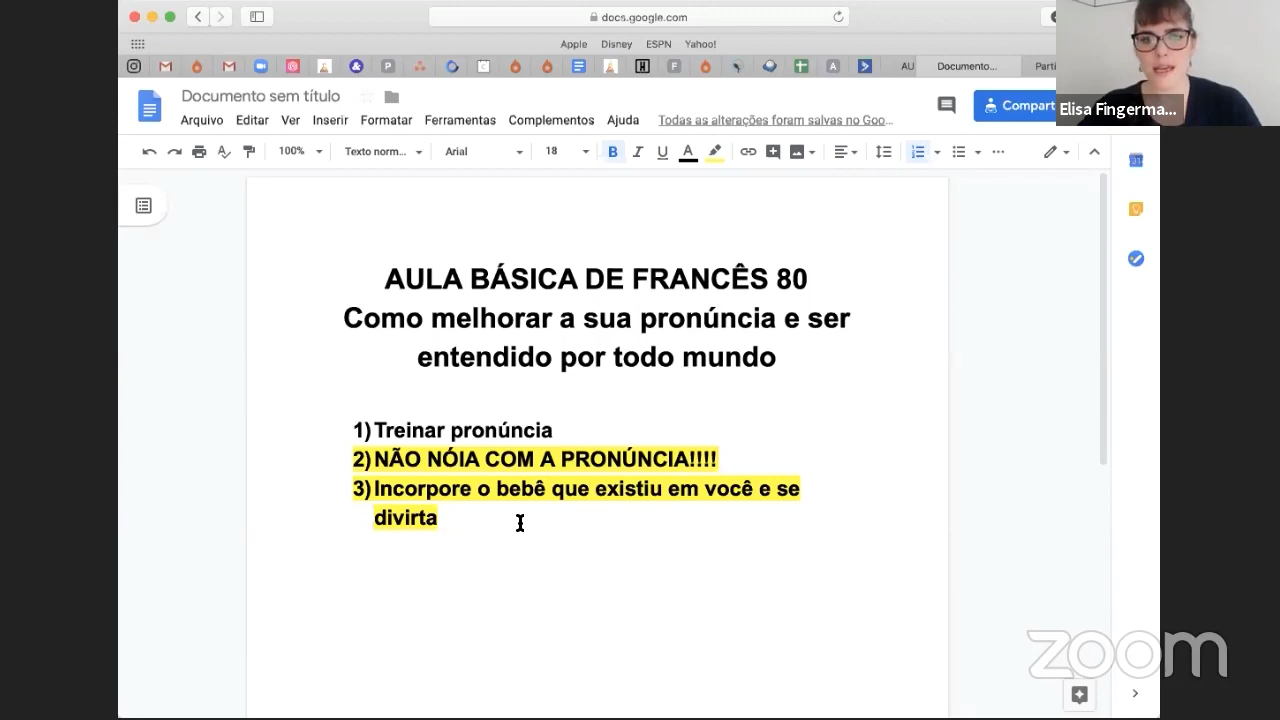 docs.google.com
Apple Disney ESPN Yahoo!
AU Documento... Parti
Documento sem título
Arquivo Editar Ver Inserir Formatar Ferramentas Complementos Ajuda Todas as alterações foram salvas no Goo...
Compart
Elisa Fingerma...
100% Texto norm... Arial 18 B I U A
AULA BÁSICA DE FRANCÊS 80
Como melhorar a sua pronúncia e ser
entendido por todo mundo
1) Treinar pronúncia
2) NÃO NÓIA COM A PRONÚNCIA!!!!
3) Incorpore o bebê que existiu em você e se
divirta
zoom